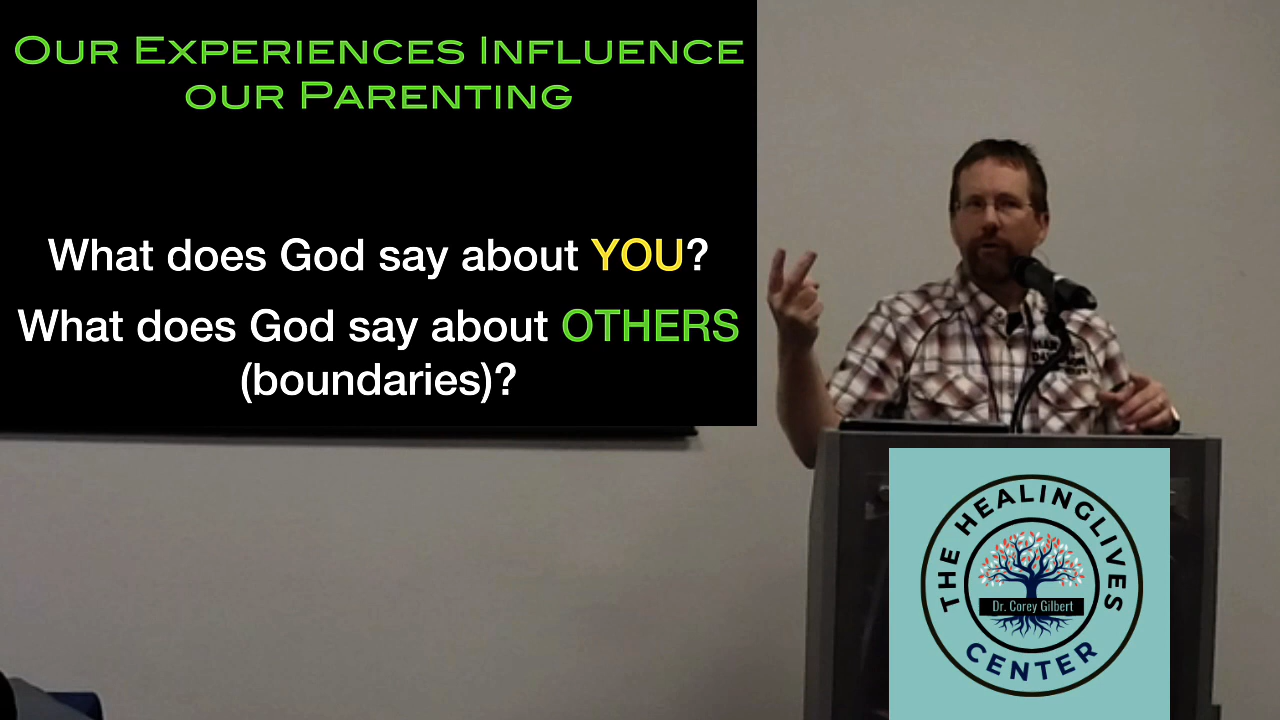 Our Experiences Influence
our Parenting
What does God say about YOU?
What does God say about OTHERS
(boundaries)?
THE HEALINGLIVES
Dr. Corey Gilbert
CENTER